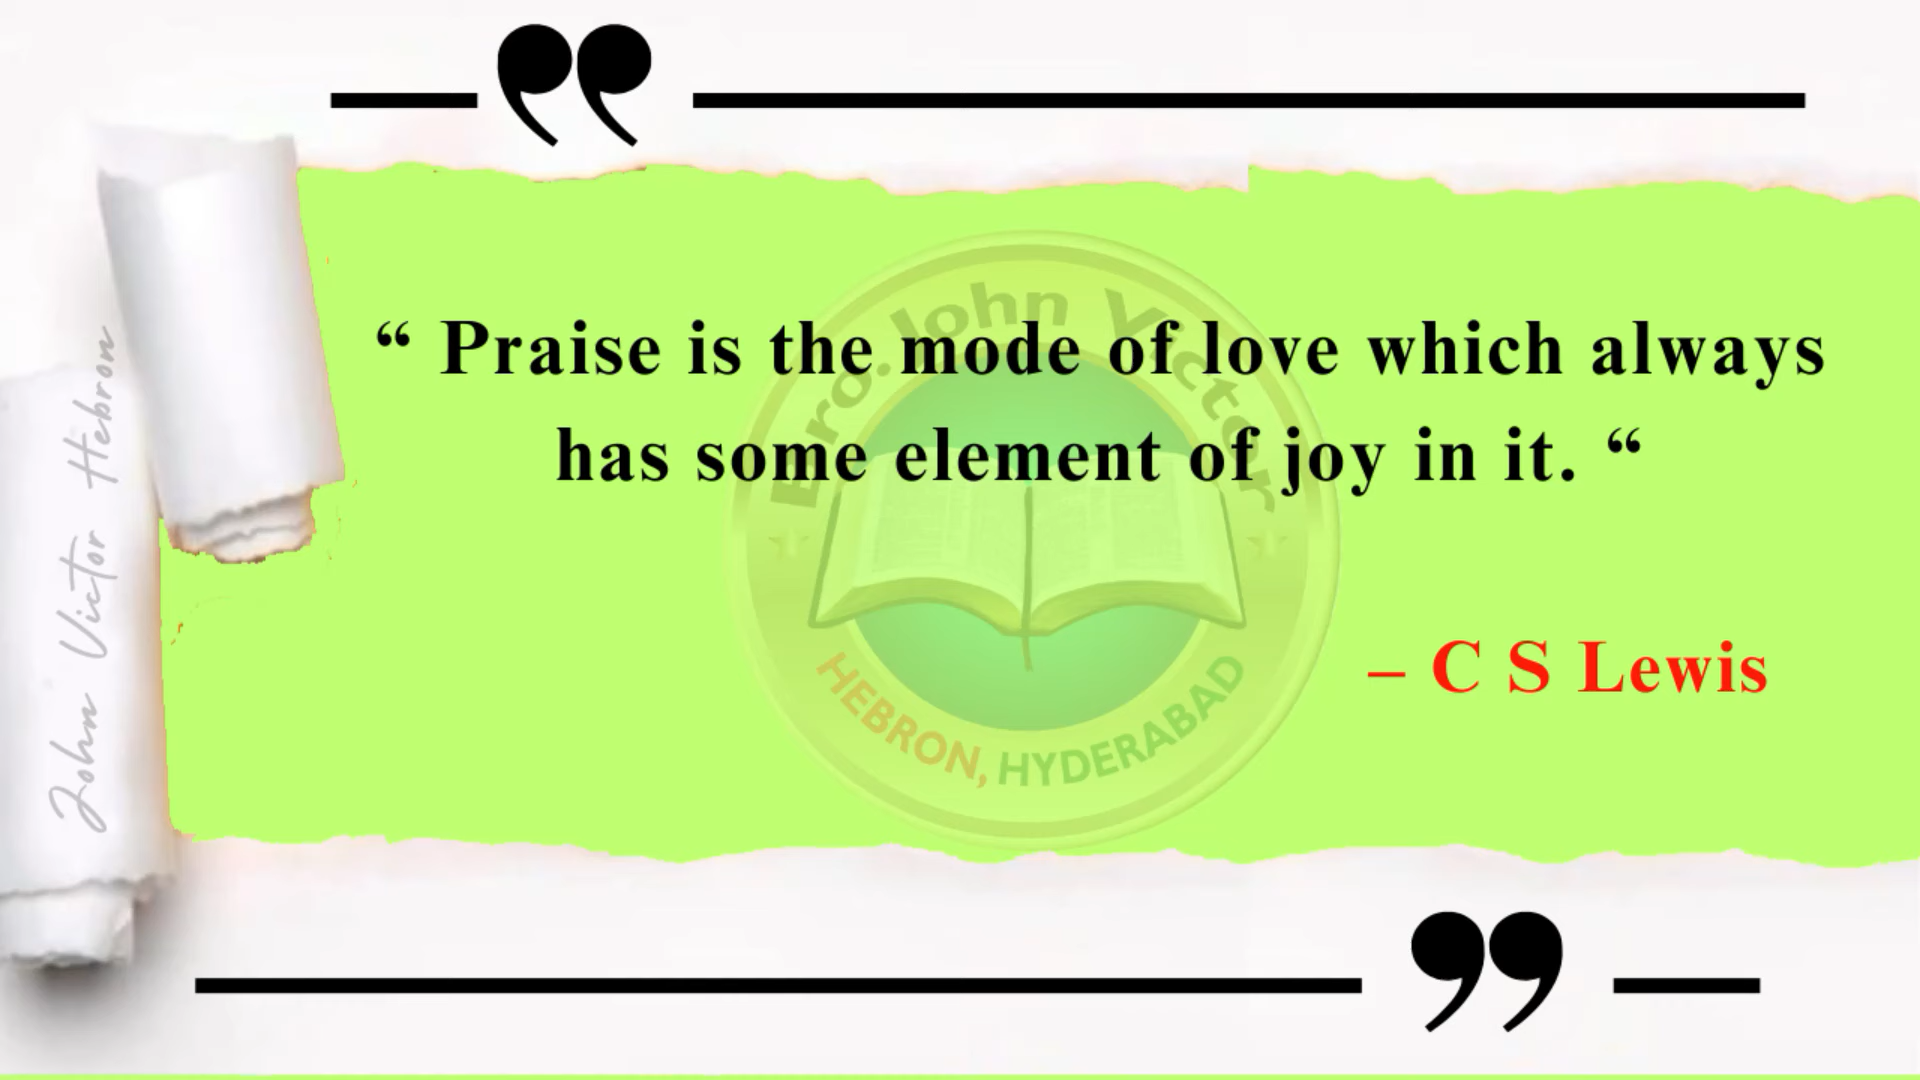 “ Praise is the mode of love which always
has some element of joy in it. “
– C S Lewis
Bro. John Victor
HEBRON, HYDERABAD
John Victor Hebron